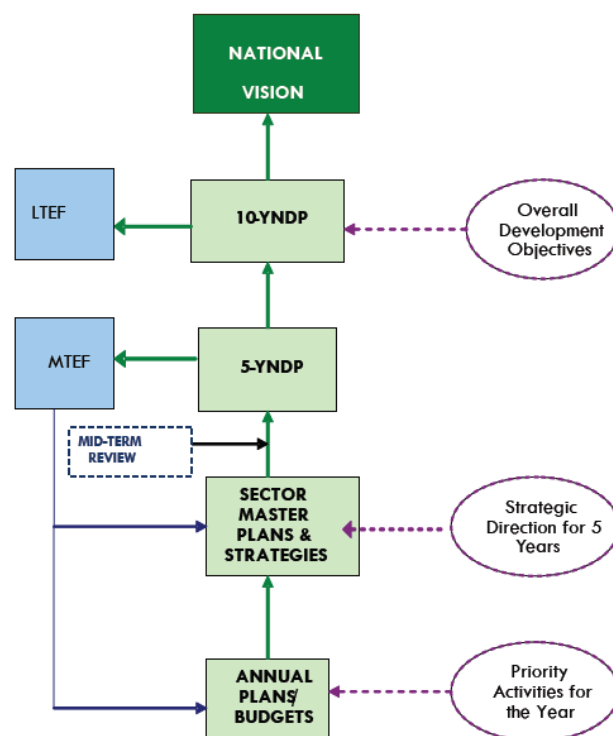 NATIONAL
VISION
LTEF
10-YNDP
Overall
Development
Objectives
MTEF
5-YNDP
MID-TERM
REVIEW
SECTOR
MASTER
PLANS &
STRATEGIES
Strategic
Direction for 5
Years
ANNUAL
PLANS/
BUDGETS
Priority
Activities for
the Year